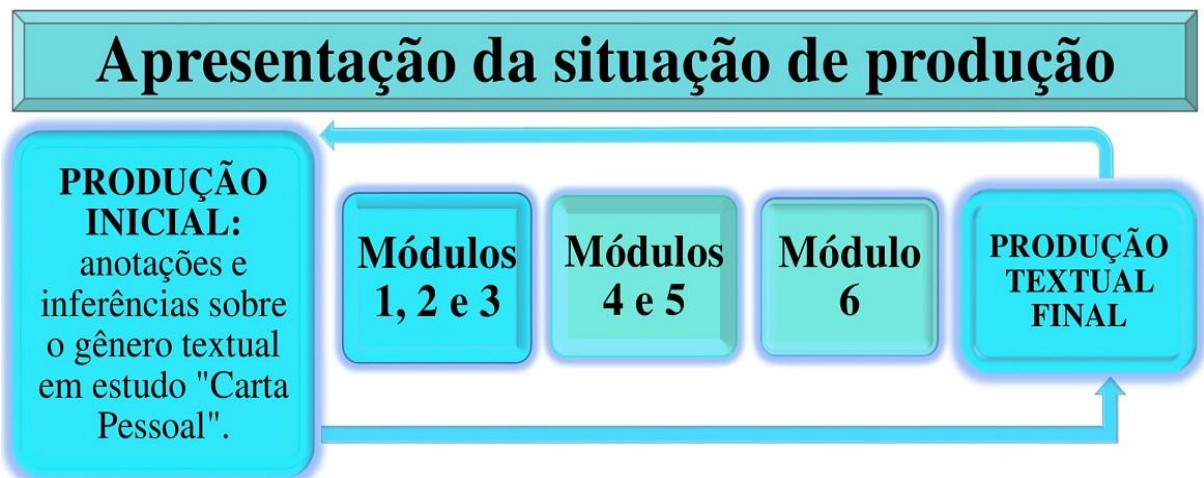 Apresentação da situação de produção
PRODUÇÃO
INICIAL:
anotações e
inferências sobre
o gênero textual
em estudo "Carta
Pessoal".
Módulos
1, 2 e 3
Módulos
4 e 5
Módulo
6
PRODUÇÃO
TEXTUAL
FINAL